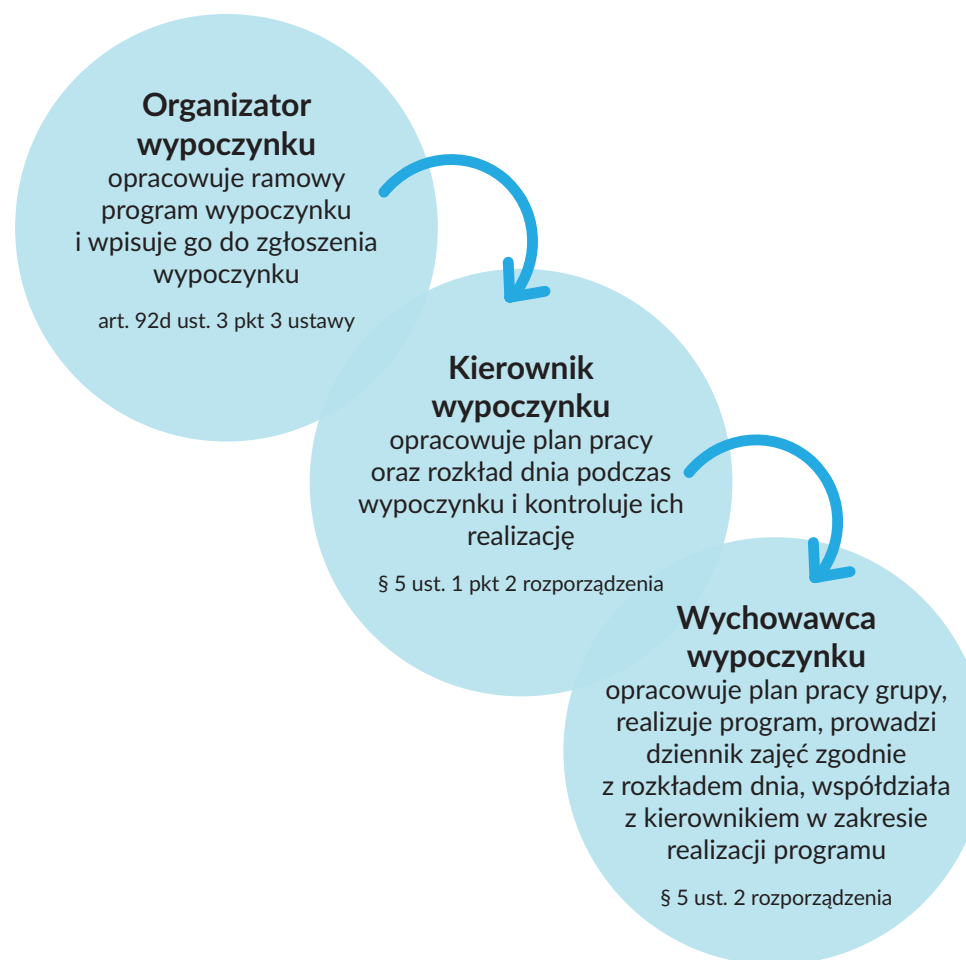 Organizator
wypoczynku
opracowuje ramowy
program wypoczynku
i wpisuje go do zgłoszenia
wypoczynku
art. 92d ust. 3 pkt 3 ustawy
Kierownik
wypoczynku
opracowuje plan pracy
oraz rozkład dnia podczas
wypoczynku i kontroluje ich
realizację
§ 5 ust. 1 pkt 2 rozporządzenia
Wychowawca
wypoczynku
opracowuje plan pracy grupy,
realizuje program, prowadzi
dziennik zajęć zgodnie
z rozkładem dnia, współdziała
z kierownikiem w zakresie
realizacji programu
§ 5 ust. 2 rozporządzenia